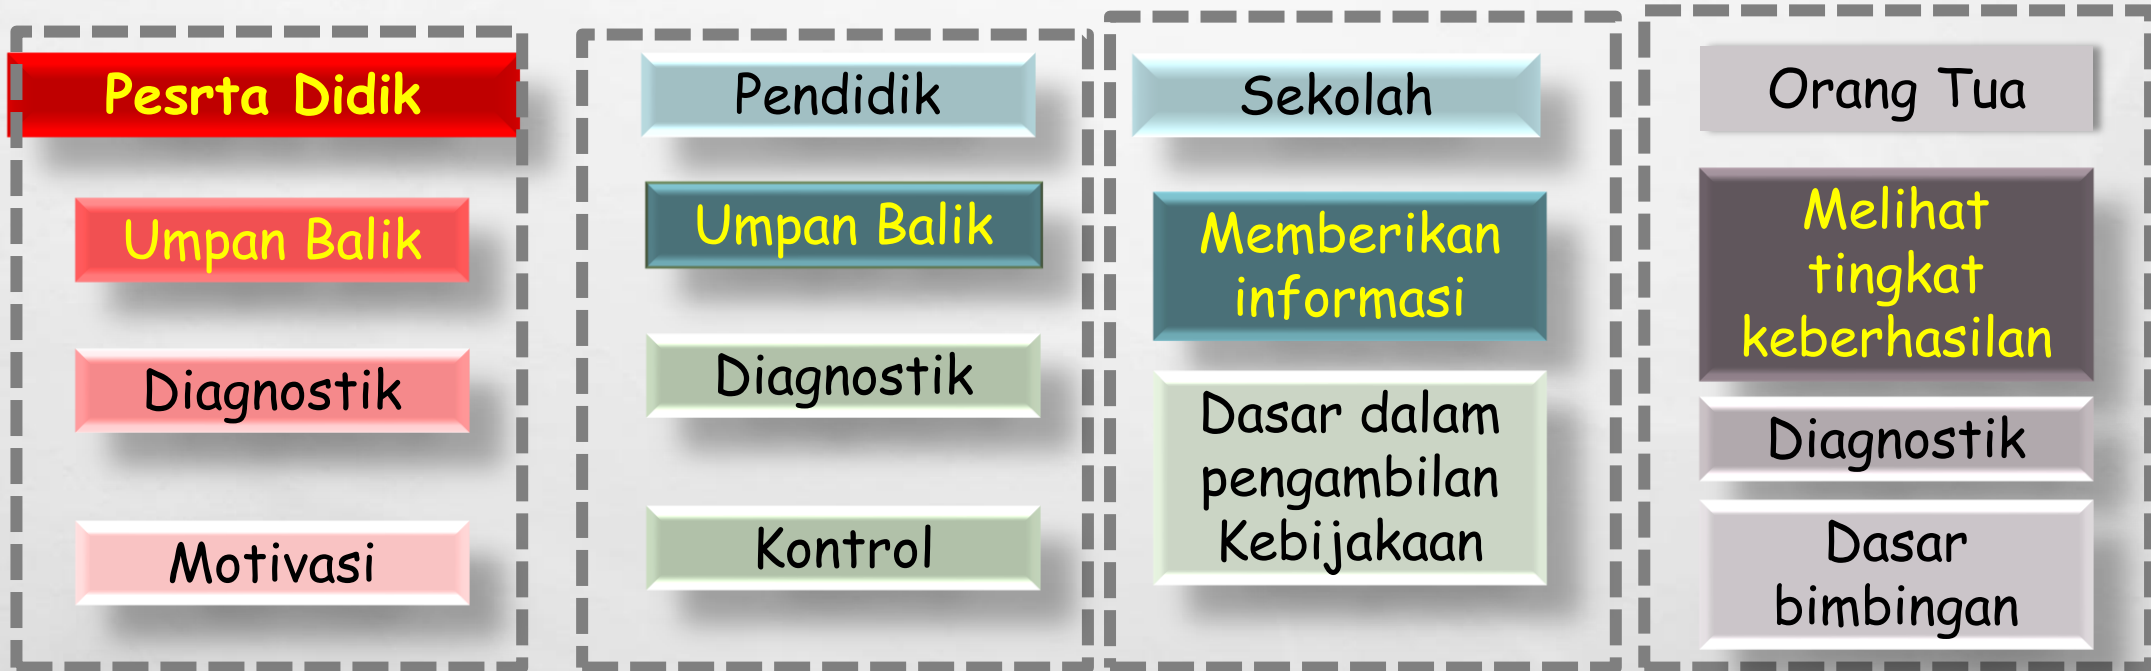 Pesrta Didik
Umpan Balik
Diagnostik
Motivasi
Pendidik
Umpan Balik
Diagnostik
Kontrol
Sekolah
Memberikan
informasi
Dasar dalam
pengambilan
Kebijakaan
Orang Tua
Melihat
tingkat
keberhasilan
Diagnostik
Dasar
bimbingan